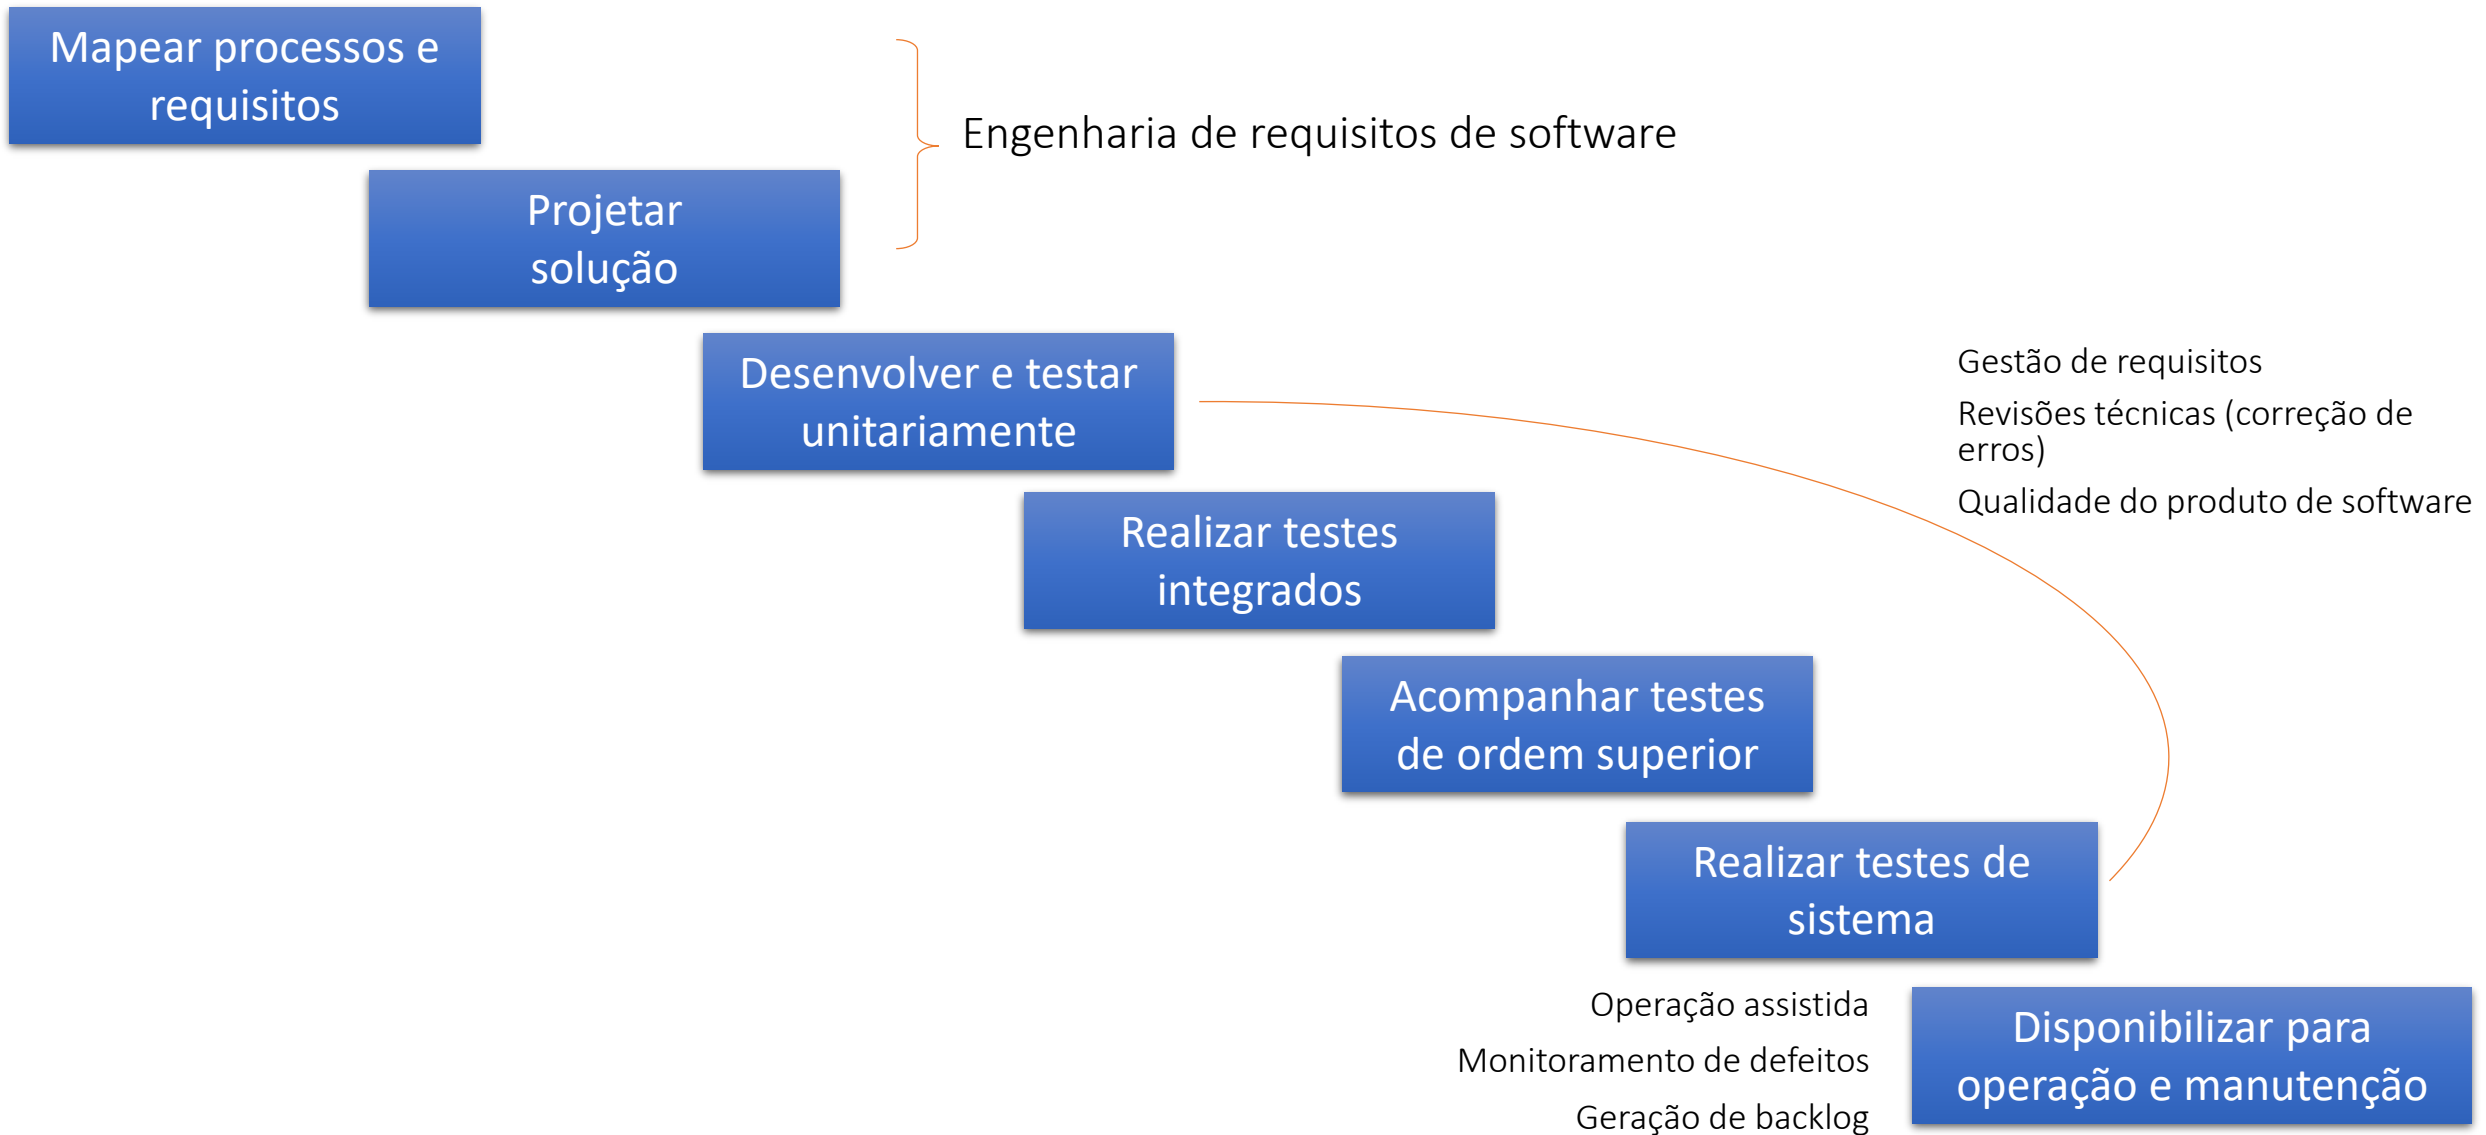 Mapear processos e
requisitos
Engenharia de requisitos de software
Projetar
solução
Desenvolver e testar
unitariamente
Gestão de requisitos
Revisões técnicas (correção de
erros)
Qualidade do produto de software
Realizar testes
integrados
Acompanhar testes
de ordem superior
Realizar testes de
sistema
Operação assistida
Monitoramento de defeitos
Geração de backlog
Disponibilizar para
operação e manutenção